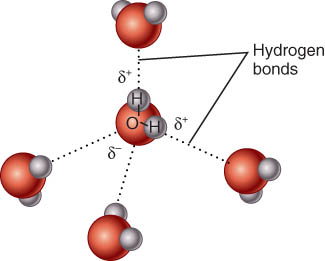 Hydrogen
bonds
δ⁺
H
O
H
δ⁺
δ⁻